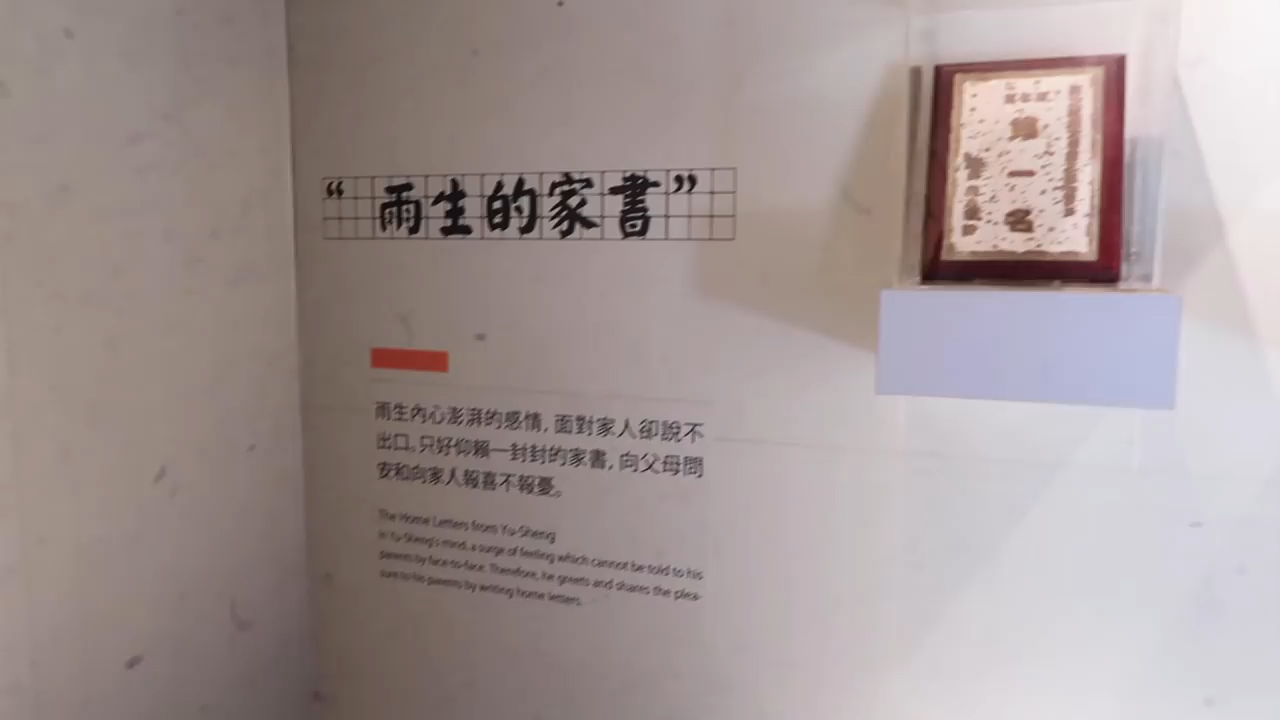 “雨生的家書”
雨生內心澎湃的感情，面對家人卻說不
出口。只好仰賴一封封的家書，向父母問
安和向家人報喜不報憂。
The Home Letters from Yu-Sheng
In Yu-Sheng's mind, a surge of feeling which cannot be told to his
parents by face-to-face. Therefore, he greets and shares the plea-
sure to his parents by writing home letters.
第一名